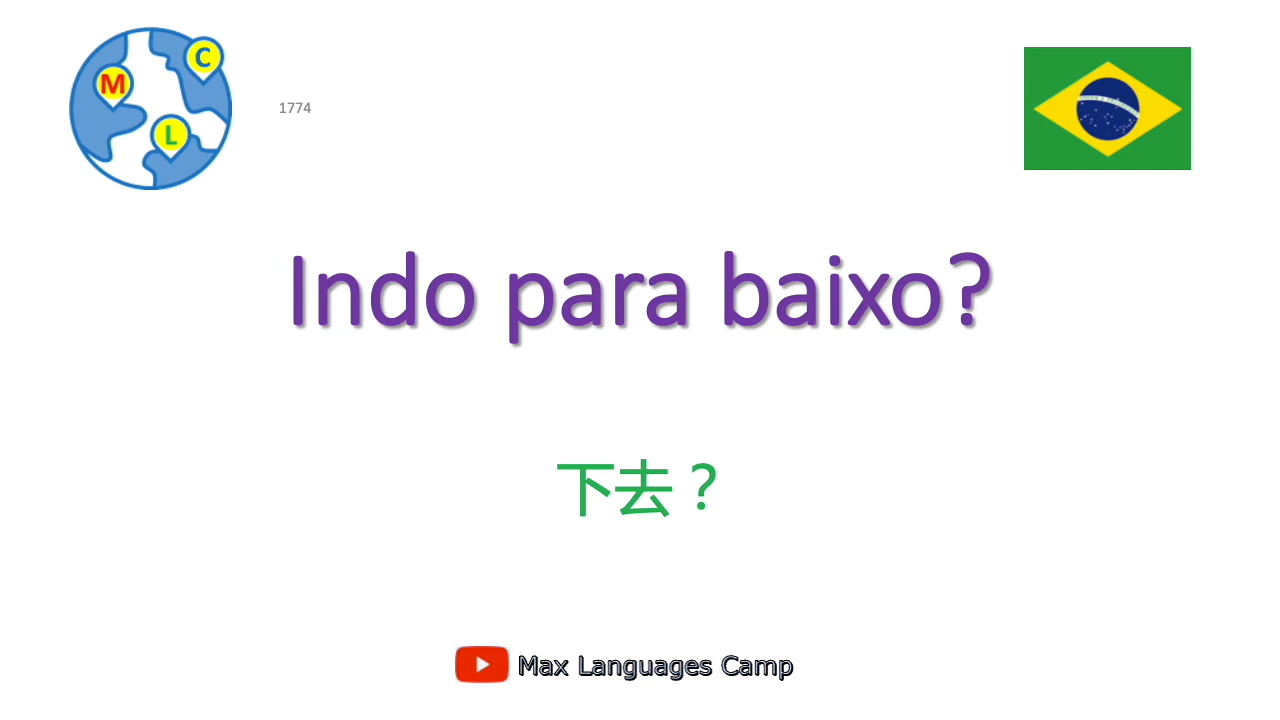 M
C
L
1774
Indo para baixo?
下去？
Max Languages Camp